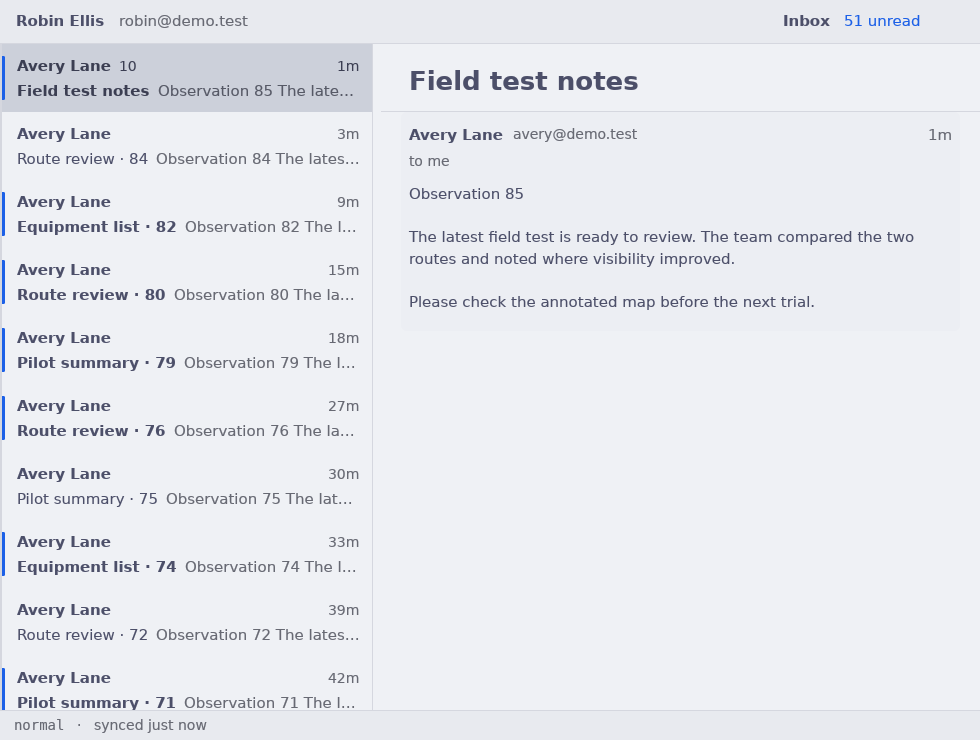 Robin Ellis robin@demo.test Inbox 51 unread
Avery Lane 10 1m
Field test notes Observation 85 The late…
Avery Lane 3m
Route review · 84 Observation 84 The lates…
Avery Lane 9m
Equipment list · 82 Observation 82 The l…
Avery Lane 15m
Route review · 80 Observation 80 The la…
Avery Lane 18m
Pilot summary · 79 Observation 79 The l…
Avery Lane 27m
Route review · 76 Observation 76 The la…
Avery Lane 30m
Pilot summary · 75 Observation 75 The lat…
Avery Lane 33m
Equipment list · 74 Observation 74 The l…
Avery Lane 39m
Route review · 72 Observation 72 The lates…
Avery Lane 42m
Pilot summary · 71 Observation 71 The l…
Field test notes
Avery Lane avery@demo.test 1m
to me
Observation 85
The latest field test is ready to review. The team compared the two
routes and noted where visibility improved.
Please check the annotated map before the next trial.
normal · synced just now